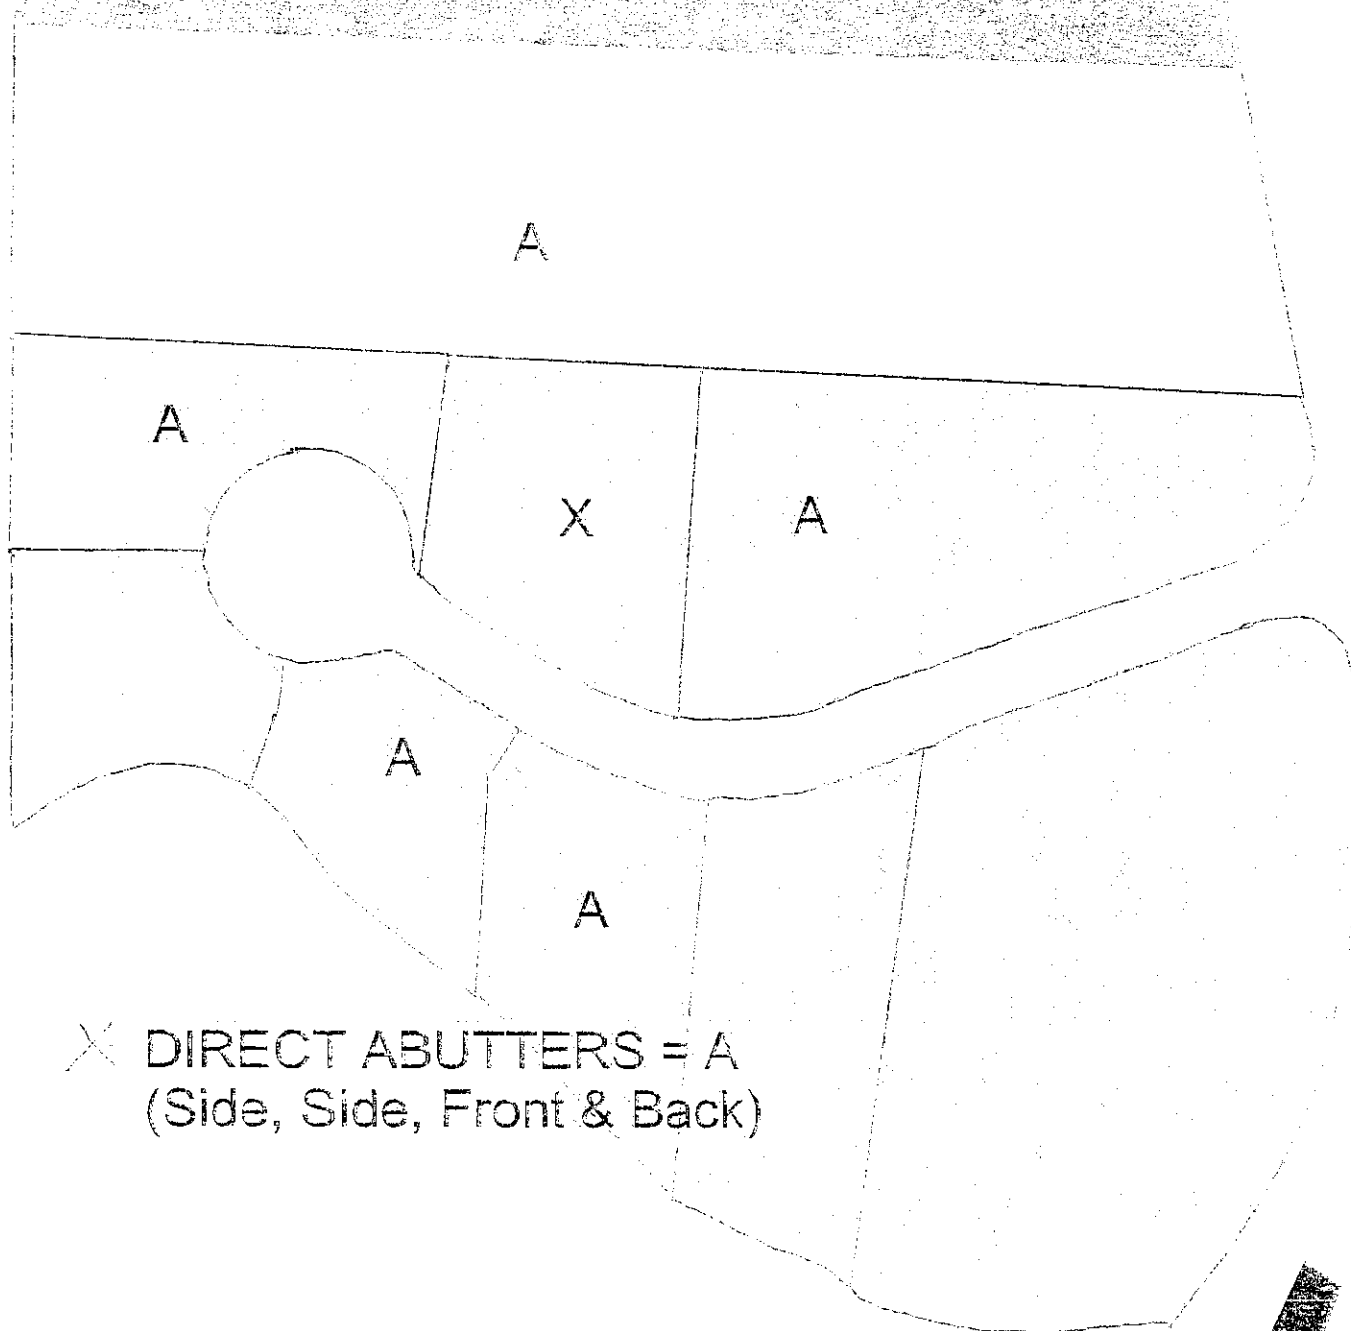 A
A
X
A
A
A
X DIRECT ABUTTERS = A
(Side, Side, Front & Back)